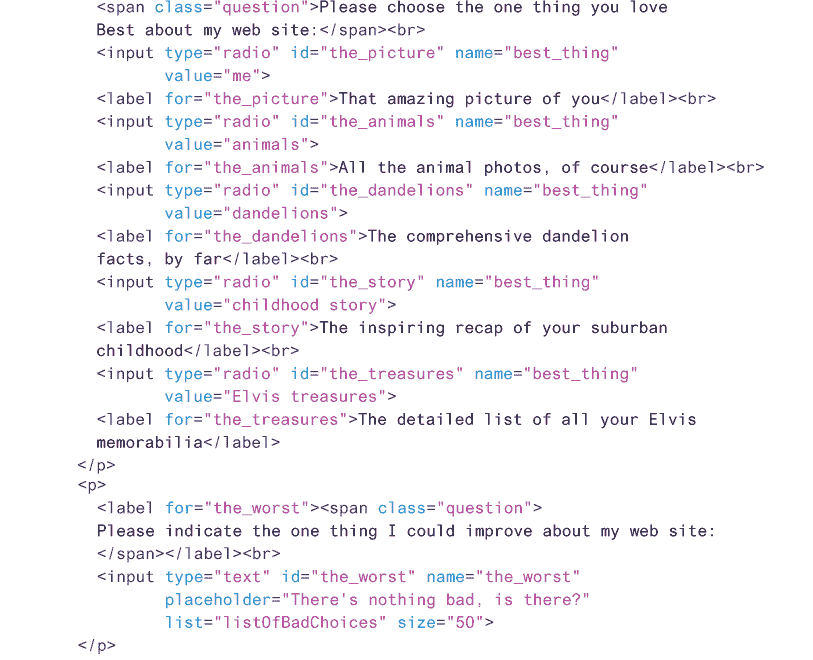 <span class="question">Please choose the one thing you love
Best about my web site:</span><br>
<input type="radio" id="the_picture" name="best_thing"
value="me">
<label for="the_picture">That amazing picture of you</label><br>
<input type="radio" id="the_animals" name="best_thing"
value="animals">
<label for="the_animals">All the animal photos, of course</label><br>
<input type="radio" id="the_dandelions" name="best_thing"
value="dandelions">
<label for="the_dandelions">The comprehensive dandelion
facts, by far</label><br>
<input type="radio" id="the_story" name="best_thing"
value="childhood story">
<label for="the_story">The inspiring recap of your suburban
childhood</label><br>
<input type="radio" id="the_treasures" name="best_thing"
value="Elvis treasures">
<label for="the_treasures">The detailed list of all your Elvis
memorabilia</label>
</p>
<p>
<label for="the_worst"><span class="question">
Please indicate the one thing I could improve about my web site:
</span></label><br>
<input type="text" id="the_worst" name="the_worst"
placeholder="There's nothing bad, is there?"
list="listOfBadChoices" size="50">
</p>